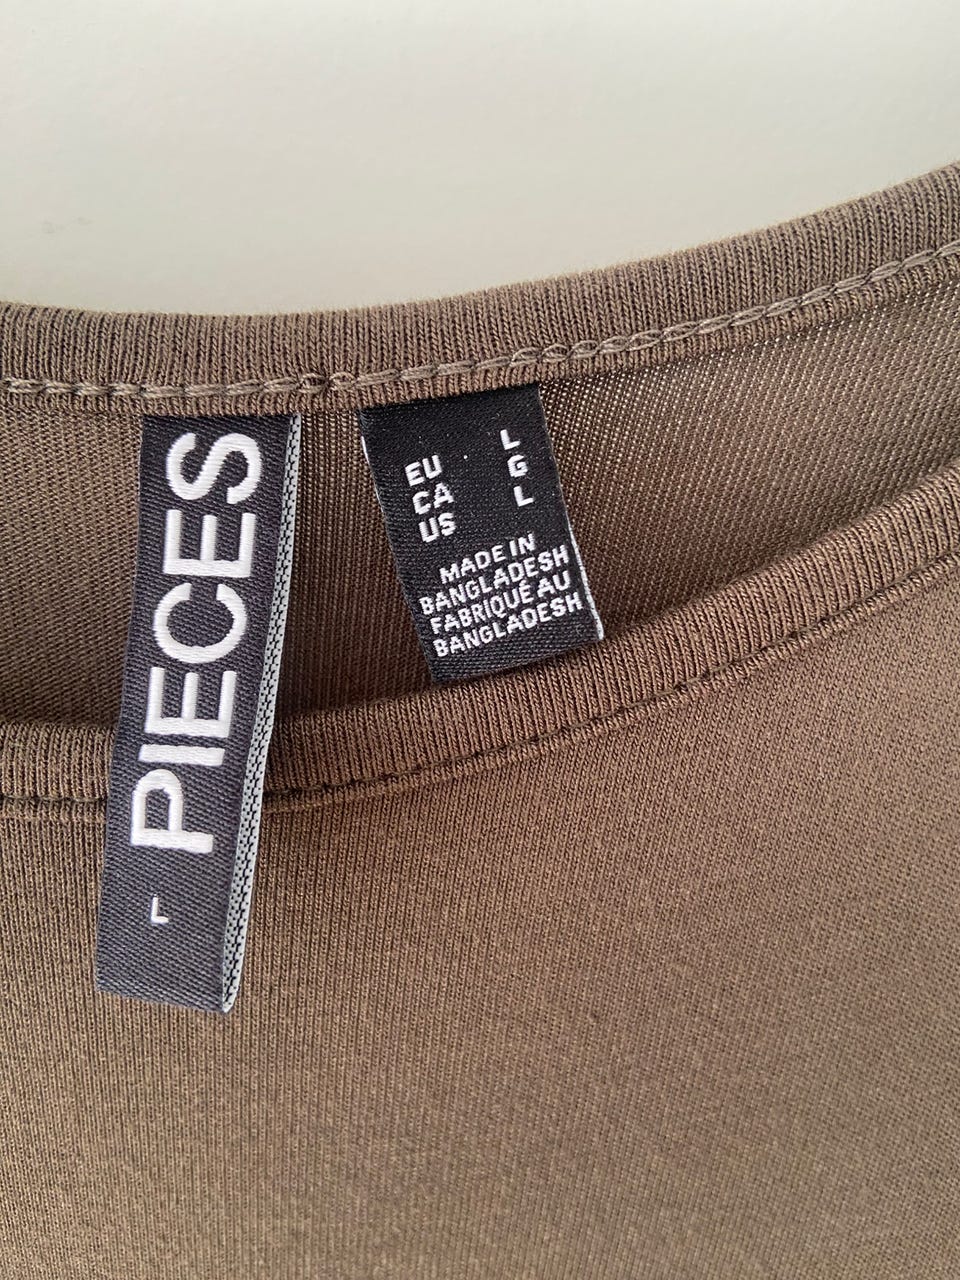 PIECES
L
EU L
CA G
US L
MADE IN
BANGLADESH
FABRIQUÉ AU
BANGLADESH